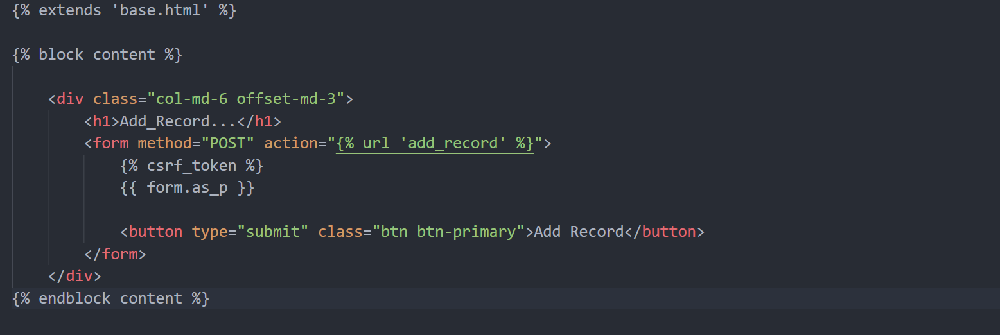 {% extends 'base.html' %}
{% block content %}
<div class="col-md-6 offset-md-3">
<h1>Add_Record...</h1>
<form method="POST" action="{% url 'add_record' %}">
{% csrf_token %}
{{ form.as_p }}
<button type="submit" class="btn btn-primary">Add Record</button>
</form>
</div>
{% endblock content %}